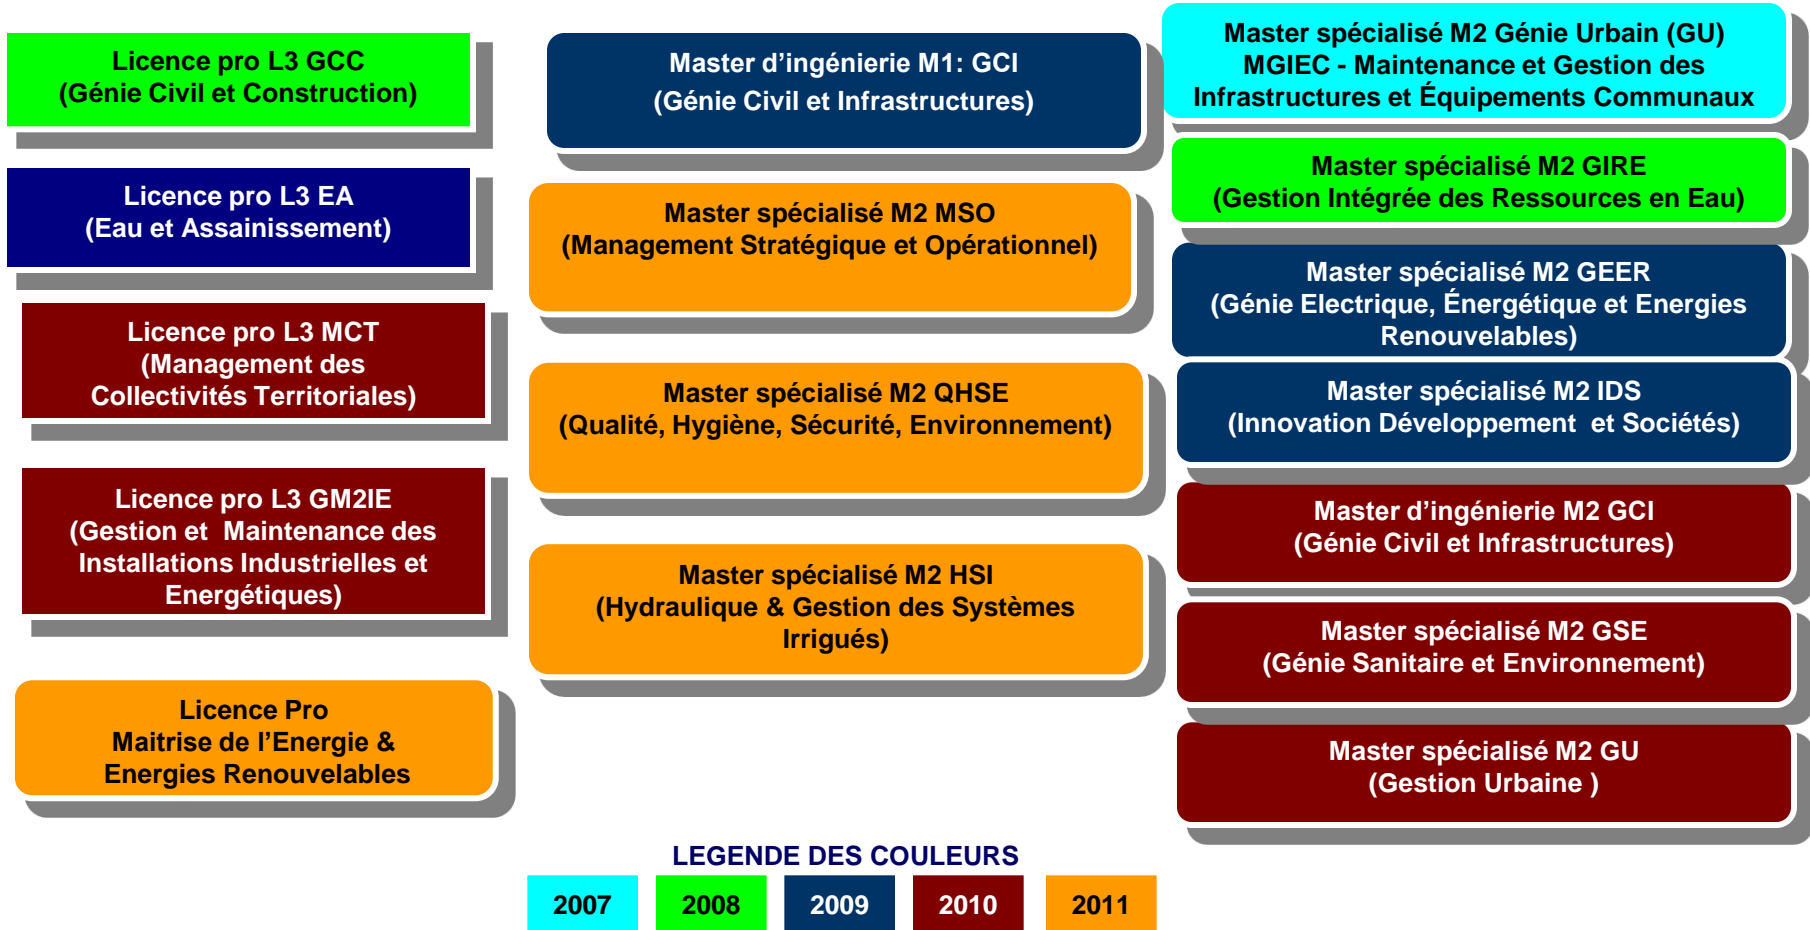 Licence pro L3 GCC
(Génie Civil et Construction)
Licence pro L3 EA
(Eau et Assainissement)
Licence pro L3 MCT
(Management des
Collectivités Territoriales)
Licence pro L3 GM2IE
(Gestion et  Maintenance des
Installations Industrielles et
Energétiques)
Licence Pro
Maitrise de l’Energie &
Energies Renouvelables
Master d’ingénierie M1: GCI
(Génie Civil et Infrastructures)
Master spécialisé M2 MSO
(Management Stratégique et Opérationnel)
Master spécialisé M2 QHSE
(Qualité, Hygiène, Sécurité, Environnement)
Master spécialisé M2 HSI
(Hydraulique & Gestion des Systèmes
Irrigués)
Master spécialisé M2 Génie Urbain (GU)
MGIEC - Maintenance et Gestion des
Infrastructures et Équipements Communaux
Master spécialisé M2 GIRE
(Gestion Intégrée des Ressources en Eau)
Master spécialisé M2 GEER
(Génie Electrique, Énergétique et Energies
Renouvelables)
Master spécialisé M2 IDS
(Innovation Développement  et Sociétés)
Master d’ingénierie M2 GCI
(Génie Civil et Infrastructures)
Master spécialisé M2 GSE
(Génie Sanitaire et Environnement)
Master spécialisé M2 GU
(Gestion Urbaine )
LEGENDE DES COULEURS
2007 2008 2009 2010 2011